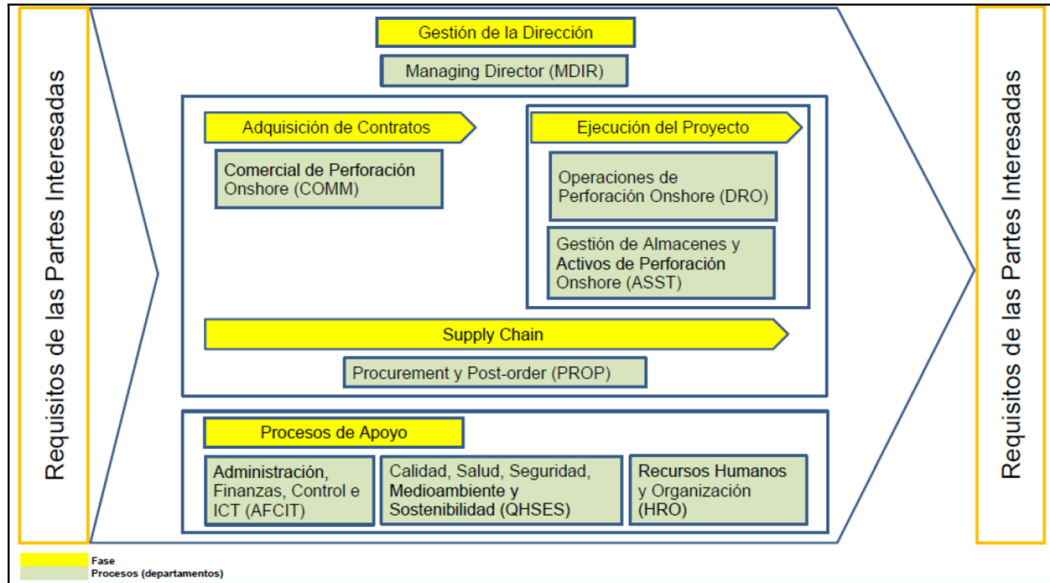 Requisitos de las Partes Interesadas
Gestión de la Dirección
Managing Director (MDIR)
Adquisición de Contratos
Comercial de Perforación
Onshore (COMM)
Ejecución del Proyecto
Operaciones de
Perforación Onshore (DRO)
Gestión de Almacenes y
Activos de Perforación
Onshore (ASST)
Supply Chain
Procurement y Post-order (PROP)
Procesos de Apoyo
Administración,
Finanzas, Control e
ICT (AFCIT)
Calidad, Salud, Seguridad,
Medioambiente y
Sostenibilidad (QHSES)
Recursos Humanos
y Organización
(HRO)
Requisitos de las Partes Interesadas
Fase
Procesos (departamentos)